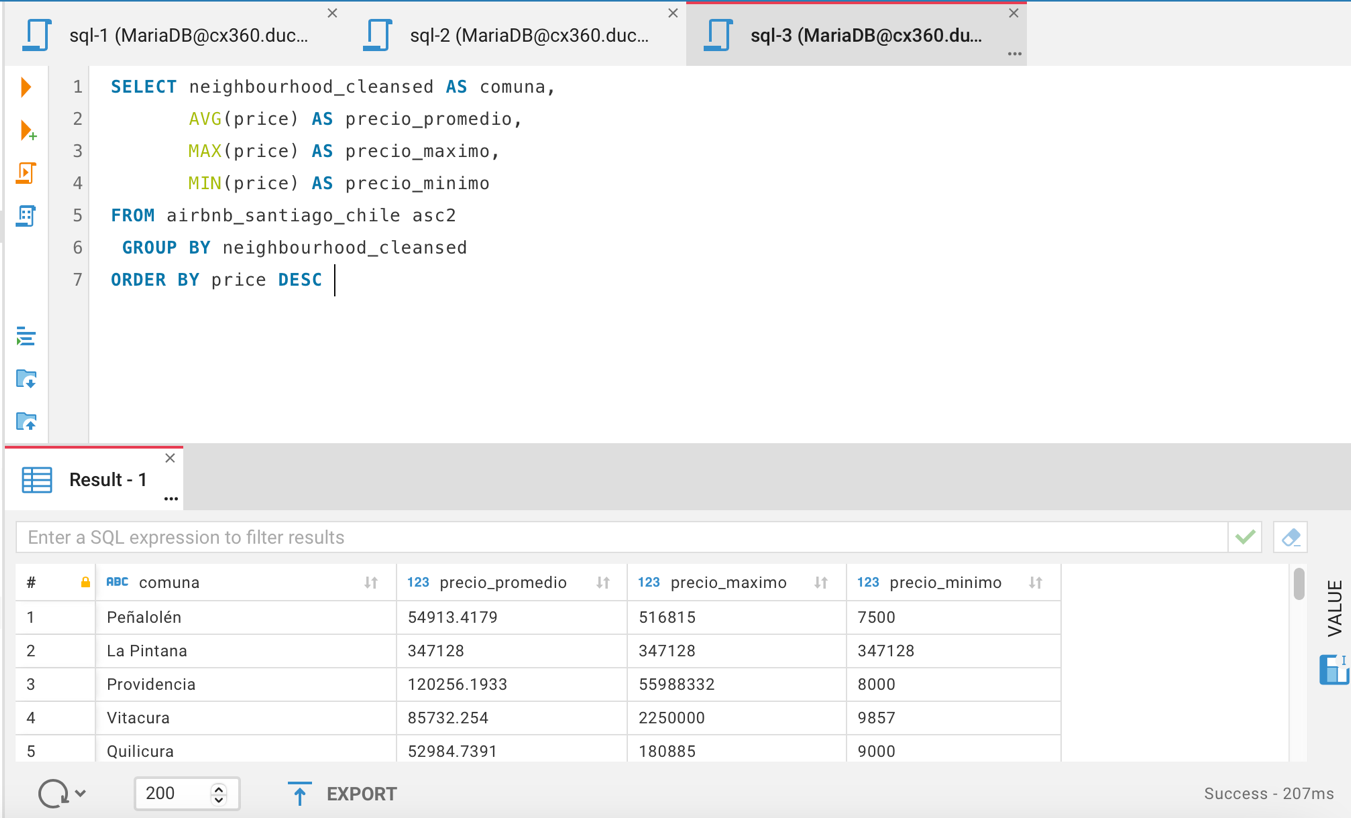 sql-1 (MariaDB@cx360.duc...
sql-2 (MariaDB@cx360.duc...
sql-3 (MariaDB@cx360.du...
1 SELECT neighbourhood_cleansed AS comuna,
2 AVG(price) AS precio_promedio,
3 MAX(price) AS precio_maximo,
4 MIN(price) AS precio_minimo
5 FROM airbnb_santiago_chile asc2
6 GROUP BY neighbourhood_cleansed
7 ORDER BY price DESC
Result - 1
Enter a SQL expression to filter results
# ABC comuna 123 precio_promedio 123 precio_maximo 123 precio_minimo
1 Peñalolén 54913.4179 516815 7500
2 La Pintana 347128 347128 347128
3 Providencia 120256.1933 55988332 8000
4 Vitacura 85732.254 2250000 9857
5 Quilicura 52984.7391 180885 9000
VALUE
200 EXPORT Success - 207ms